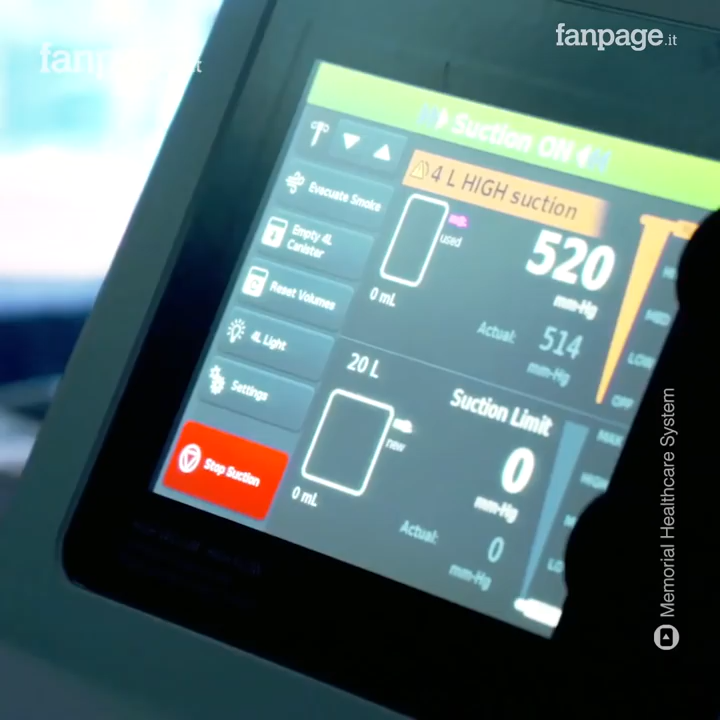 fanpage.it
Suction ON
4 L HIGH suction
Evacuate Smoke
Empty 4L
Canister
Reset Volumes
4L Light
Settings
Stop Suction
used
0 mL
520
mm-Hg
Actual:
514
mm-Hg
MED
LOW
OFF
20 L
new
0 mL
Suction Limit
0
mm-Hg
Actual:
0
mm-Hg
MAX
HIGH
Memorial Healthcare System